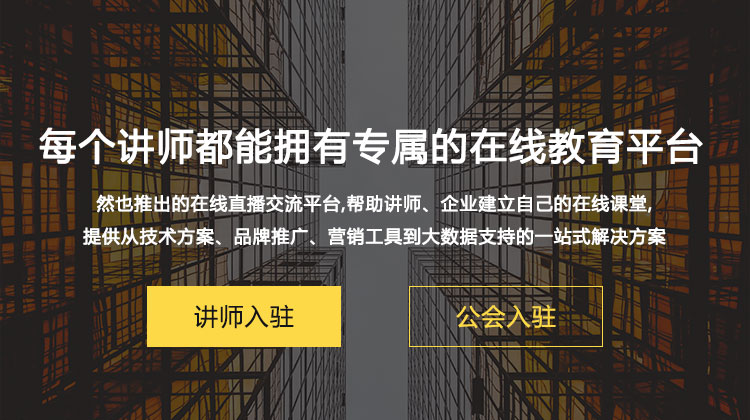 每个讲师都能拥有专属的在线教育平台
然也推出的在线直播交流平台,帮助讲师、企业建立自己的在线课堂,
提供从技术方案、品牌推广、营销工具到大数据支持的一站式解决方案
讲师入驻
公会入驻